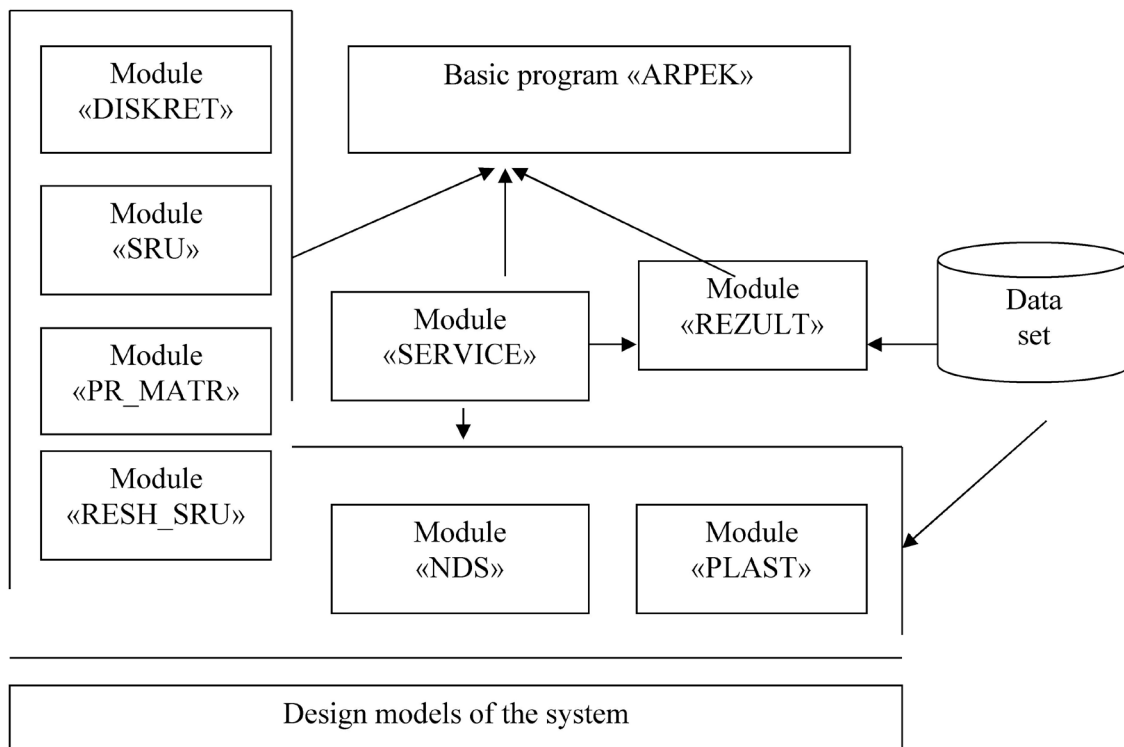 Module
«DISKRET»
Basic program «ARPEK»
Module
«SRU»
Module
«SERVICE»
Module
«REZULT»
Data
set
Module
«PR_MATR»
Module
«RESH_SRU»
Module
«NDS»
Module
«PLAST»
Design models of the system